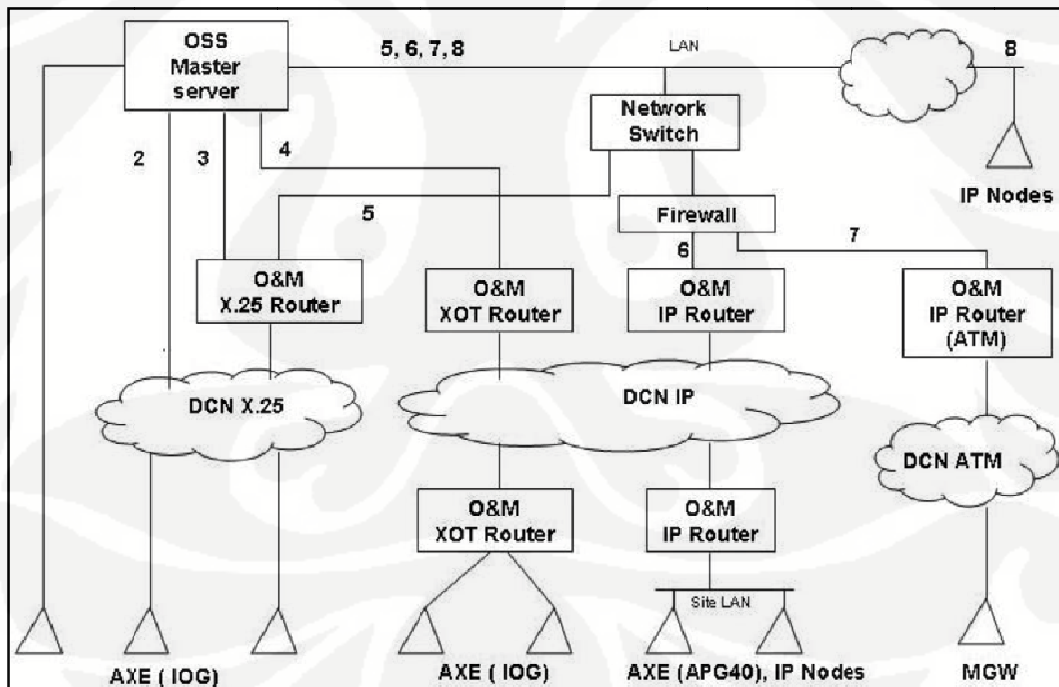 OSS
Master
server
5, 6, 7, 8
LAN
8
Network
Switch
IP Nodes
1
2
3
4
5
Firewall
6
7
O&M
X.25 Router
O&M
XOT Router
O&M
IP Router
O&M
IP Router
(ATM)
DCN X.25
DCN IP
DCN ATM
O&M
XOT Router
O&M
IP Router
Site LAN
AXE ( IOG)
AXE ( IOG)
AXE (APG40), IP Nodes
MGW